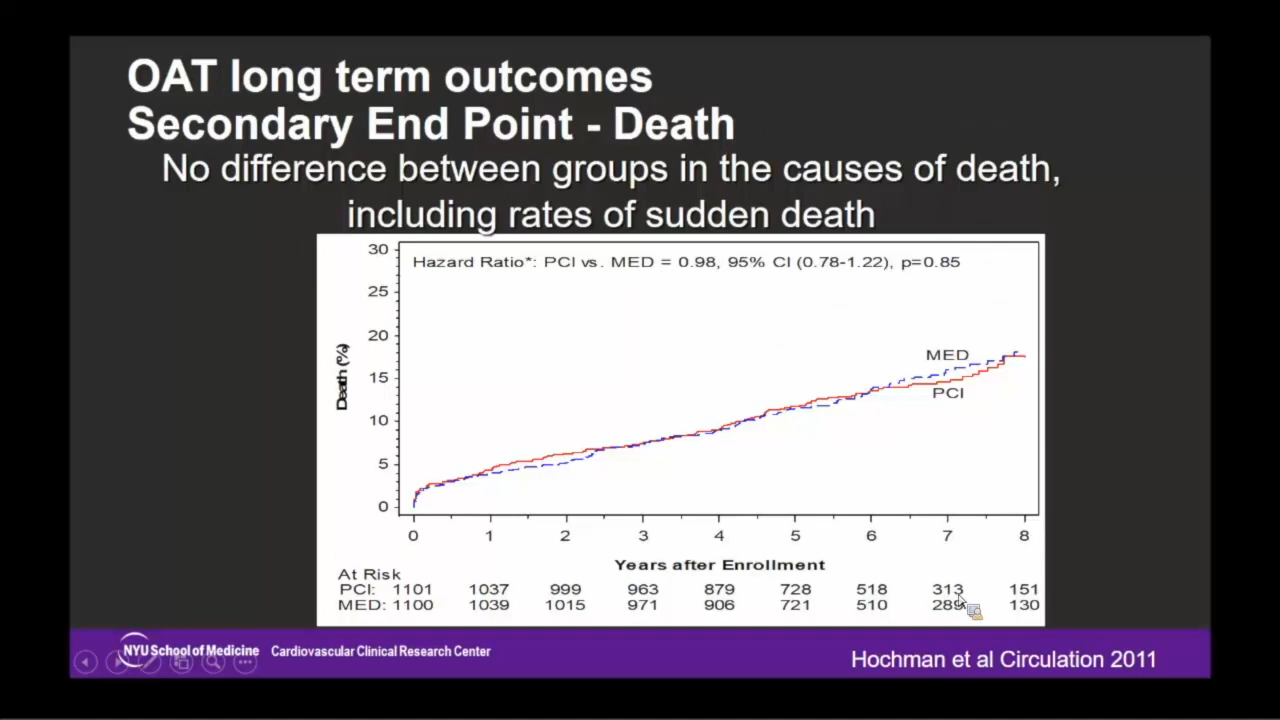 OAT long term outcomes
Secondary End Point - Death
No difference between groups in the causes of death,
including rates of sudden death
Hazard Ratio*: PCI vs. MED = 0.98, 95% CI (0.78-1.22), p=0.85
30
25
20
15
10
5
0
Death (%)
MED
PCI
0 1 2 3 4 5 6 7 8
Years after Enrollment
At Risk
PCI: 1101 1037 999 963 879 728 518 313 151
MED: 1100 1039 1015 971 906 721 510 289 130
NYU School of Medicine Cardiovascular Clinical Research Center
Hochman et al Circulation 2011